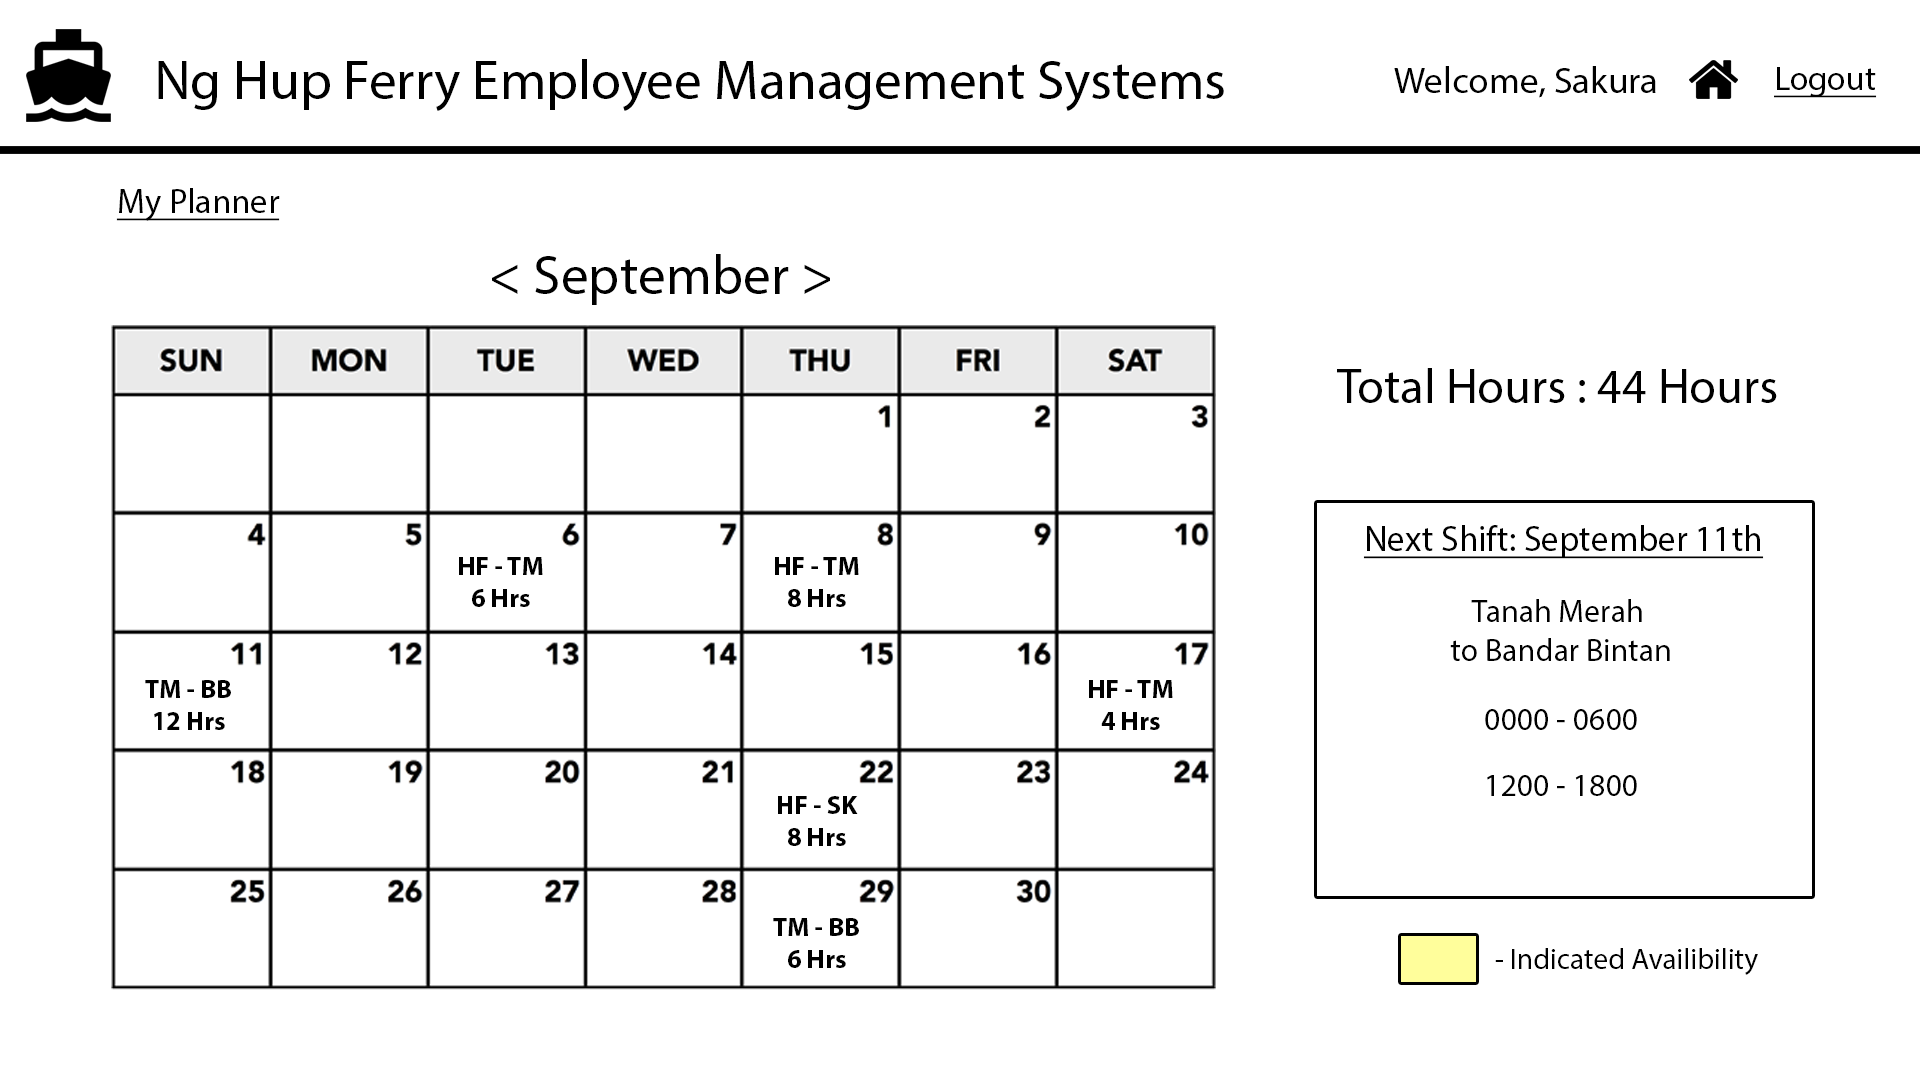 Ng Hup Ferry Employee Management Systems
Welcome, Sakura
Logout
My Planner
< September >
SUN MON TUE WED THU FRI SAT
1 2 3
4 5 6 7 8 9 10
HF - TM HF - TM
6 Hrs 8 Hrs
11 12 13 14 15 16 17
TM - BB HF - TM
12 Hrs 4 Hrs
18 19 20 21 22 23 24
HF - SK
8 Hrs
25 26 27 28 29 30
TM - BB
6 Hrs
Total Hours : 44 Hours
Next Shift: September 11th
Tanah Merah
to Bandar Bintan
0000 - 0600
1200 - 1800
- Indicated Availibility